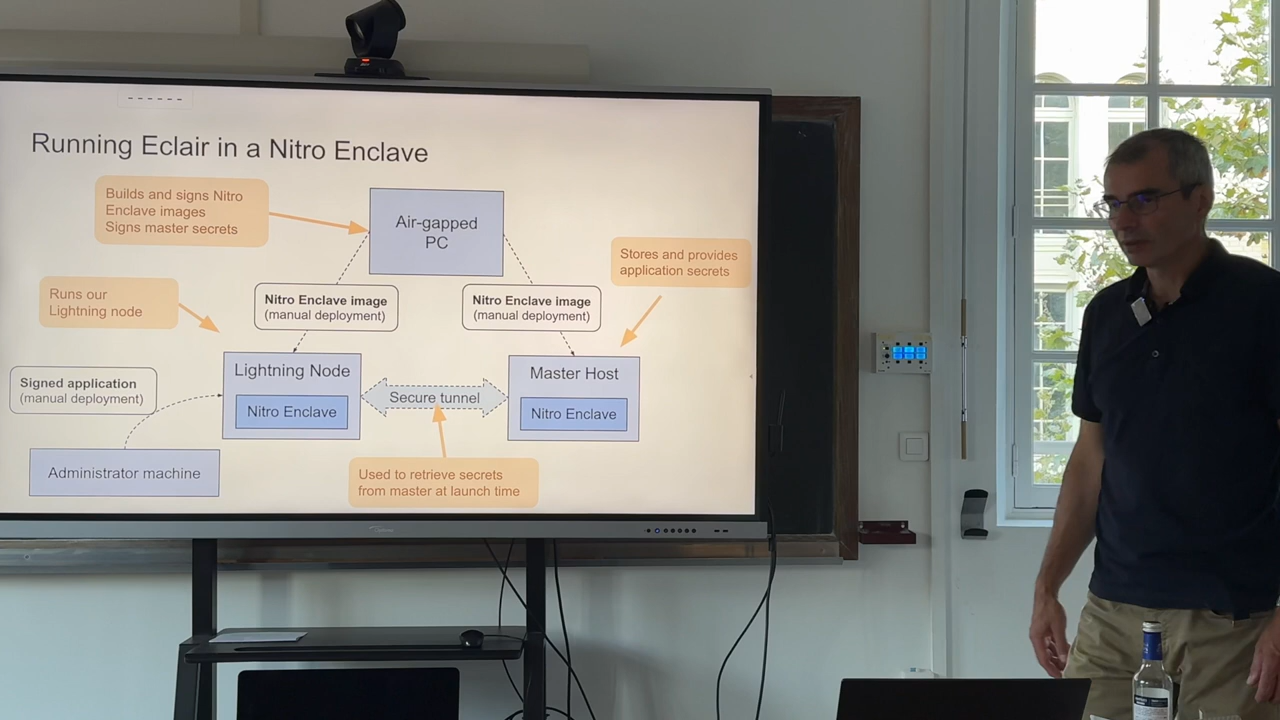 Running Eclair in a Nitro Enclave
Builds and signs Nitro
Enclave images
Signs master secrets
Air-gapped
PC
Stores and provides
application secrets
Runs our
Lightning node
Nitro Enclave image
(manual deployment)
Nitro Enclave image
(manual deployment)
Signed application
(manual deployment)
Lightning Node
Nitro Enclave
Secure tunnel
Master Host
Nitro Enclave
Administrator machine
Used to retrieve secrets
from master at launch time